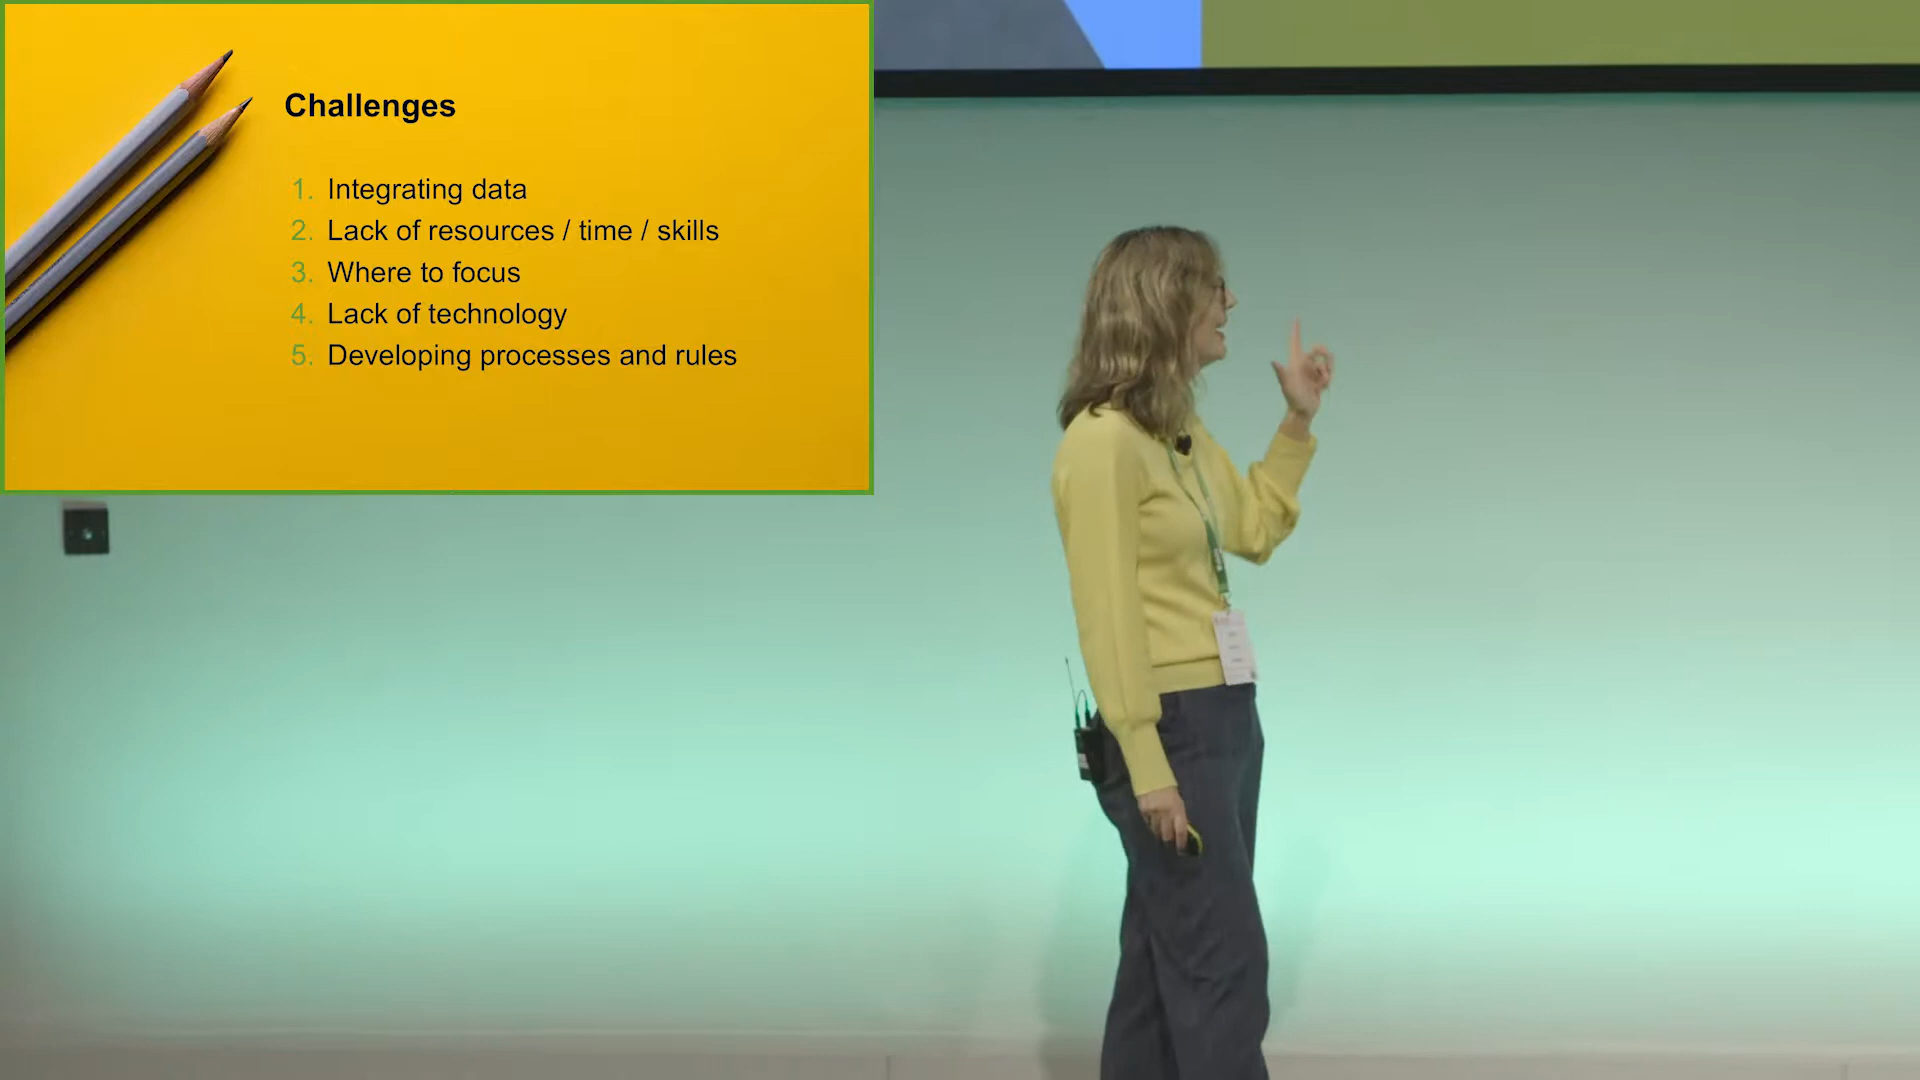 Challenges
1. Integrating data
2. Lack of resources / time / skills
3. Where to focus
4. Lack of technology
5. Developing processes and rules